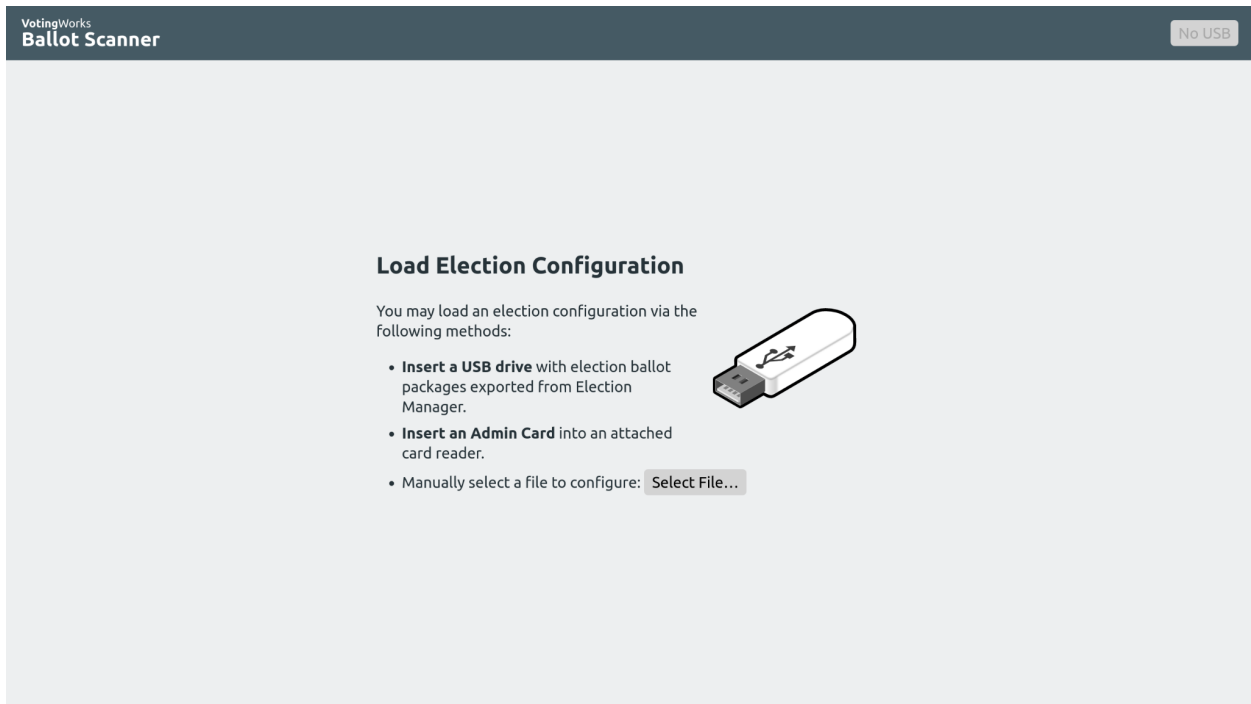 VotingWorks
Ballot Scanner
No USB
Load Election Configuration
You may load an election configuration via the
following methods:
• Insert a USB drive with election ballot
packages exported from Election
Manager.
• Insert an Admin Card into an attached
card reader.
• Manually select a file to configure: Select File…